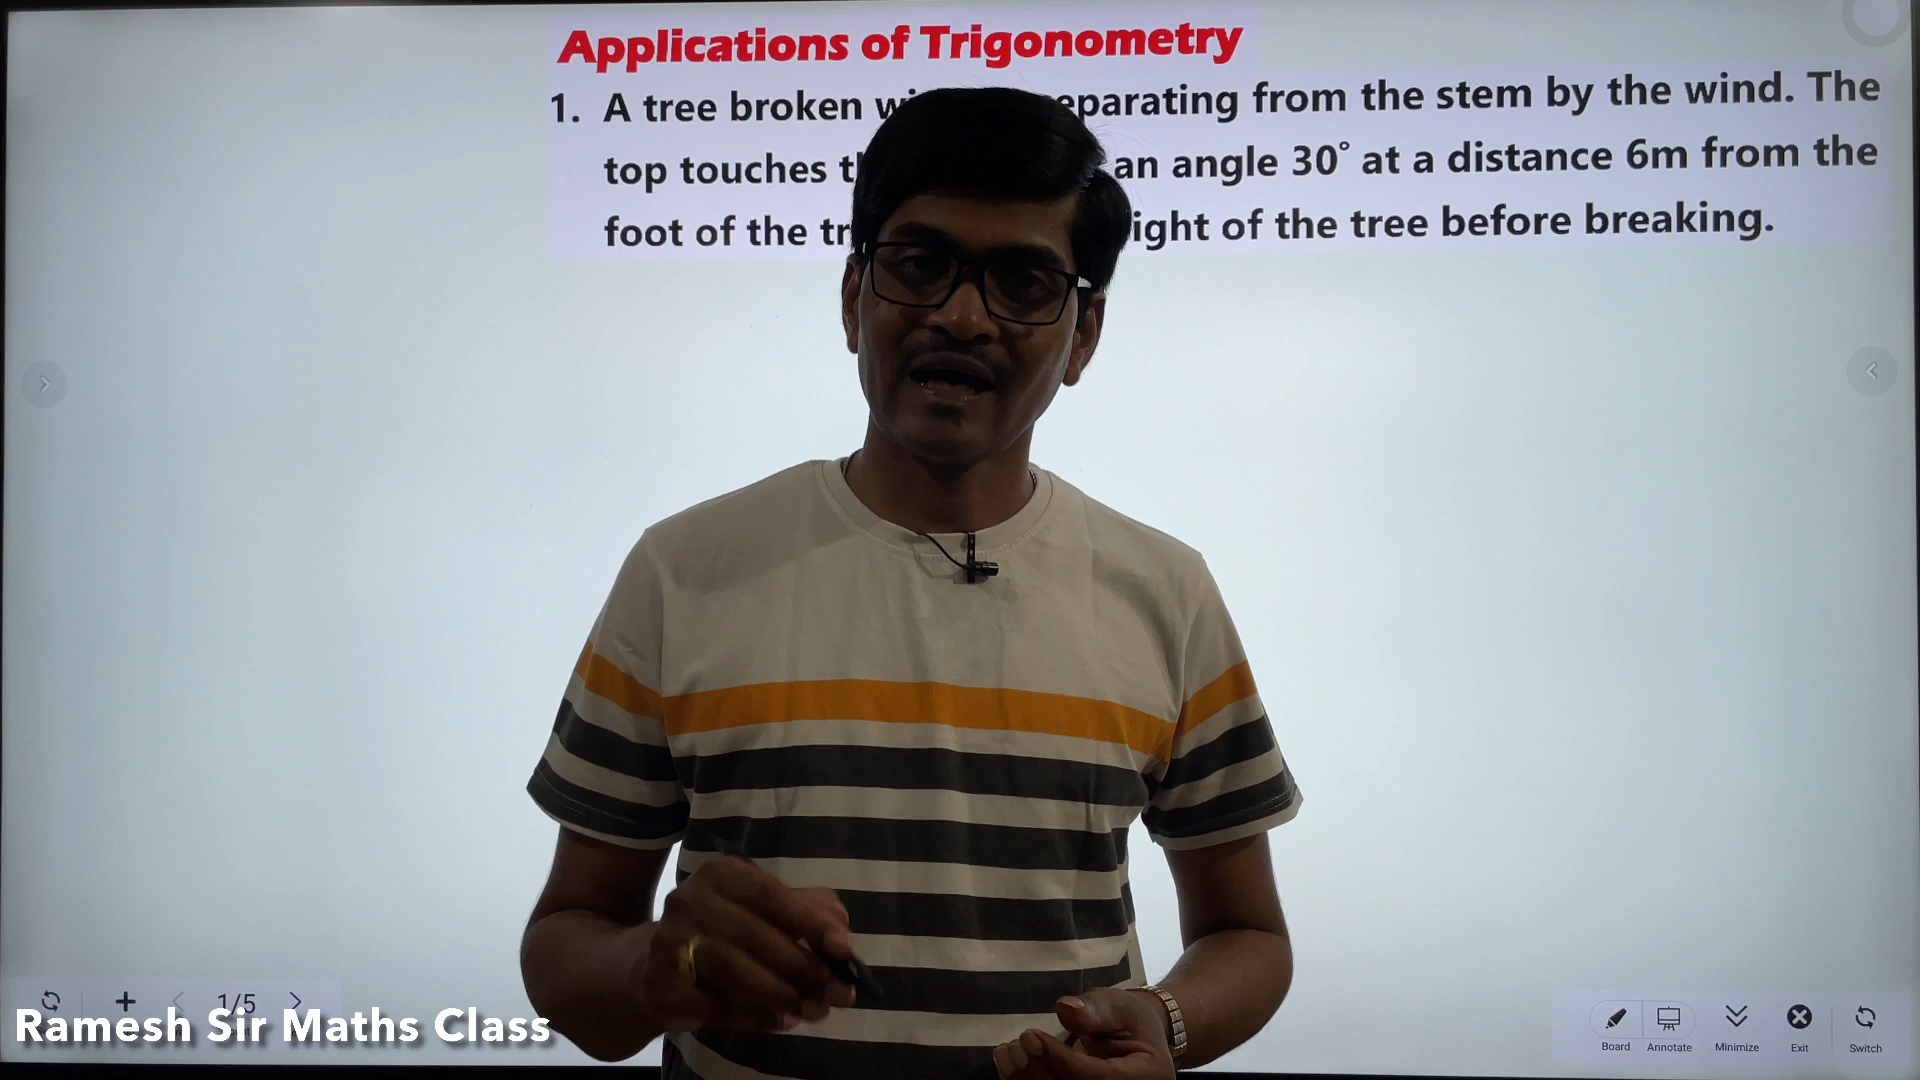 Applications of Trigonometry
1. A tree broken eparating from the stem by the wind. The
top touches an angle 30° at a distance 6m from the
foot of the tr ight of the tree before breaking.
1/5
Ramesh Sir Maths Class
Board Annotate Minimize Exit Switch